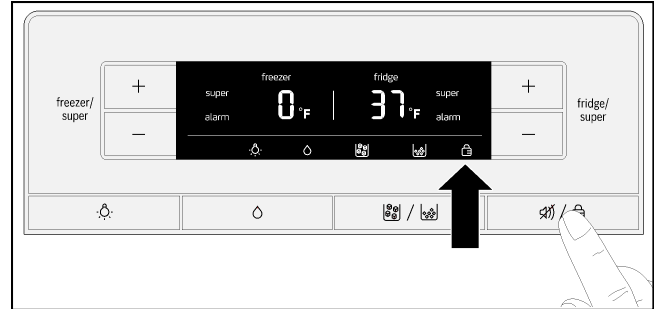 freezer/
super
+
−
freezer
super
alarm
0°F
fridge
37°F
super
alarm
+
−
fridge/
super
/
/